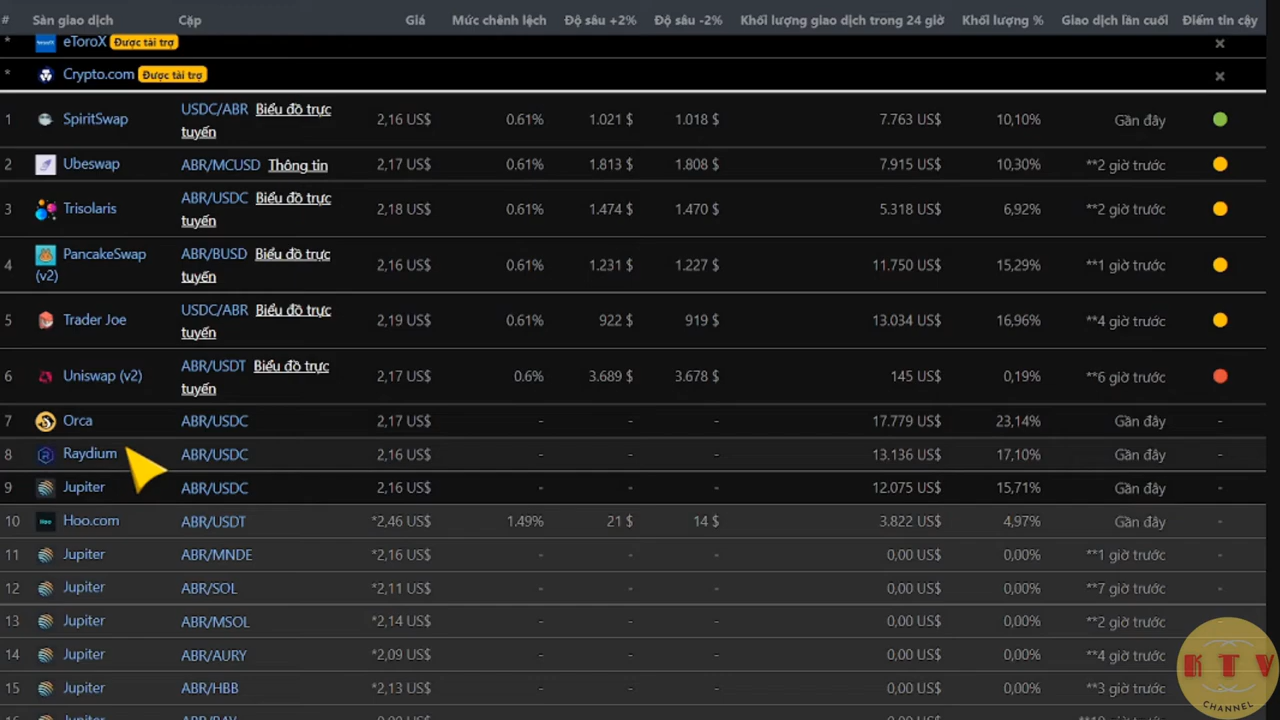 # Sàn giao dịch Cặp Giá Mức chênh lệch Độ sâu +2% Độ sâu -2% Khối lượng giao dịch trong 24 giờ Khối lượng % Giao dịch lần cuối Điểm tin cậy
* eToroX Được tài trợ ×
* Crypto.com Được tài trợ ×
1 SpiritSwap USDC/ABR Biểu đồ trực tuyến 2,16 US$ 0.61% 1.021 $ 1.018 $ 7.763 US$ 10,10% Gần đây
2 Ubeswap ABR/MCUSD Thông tin 2,17 US$ 0.61% 1.813 $ 1.808 $ 7.915 US$ 10,30% **2 giờ trước
3 Trisolaris ABR/USDC Biểu đồ trực tuyến 2,18 US$ 0.61% 1.474 $ 1.470 $ 5.318 US$ 6,92% **2 giờ trước
4 PancakeSwap (v2) ABR/BUSD Biểu đồ trực tuyến 2,16 US$ 0.61% 1.231 $ 1.227 $ 11.750 US$ 15,29% **1 giờ trước
5 Trader Joe USDC/ABR Biểu đồ trực tuyến 2,19 US$ 0.61% 922 $ 919 $ 13.034 US$ 16,96% **4 giờ trước
6 Uniswap (v2) ABR/USDT Biểu đồ trực tuyến 2,17 US$ 0.6% 3.689 $ 3.678 $ 145 US$ 0,19% **6 giờ trước
7 Orca ABR/USDC 2,17 US$ - - - 17.779 US$ 23,14% Gần đây -
8 Raydium ABR/USDC 2,16 US$ - - - 13.136 US$ 17,10% Gần đây -
9 Jupiter ABR/USDC 2,16 US$ - - - 12.075 US$ 15,71% Gần đây -
10 Hoo.com ABR/USDT *2,46 US$ 1.49% 21 $ 14 $ 3.822 US$ 4,97% Gần đây -
11 Jupiter ABR/MNDE *2,16 US$ - - - 0,00 US$ 0,00% **1 giờ trước -
12 Jupiter ABR/SOL *2,11 US$ - - - 0,00 US$ 0,00% **7 giờ trước -
13 Jupiter ABR/MSOL *2,14 US$ - - - 0,00 US$ 0,00% **2 giờ trước -
14 Jupiter ABR/AURY *2,09 US$ - - - 0,00 US$ 0,00% **4 giờ trước
15 Jupiter ABR/HBB *2,13 US$ - - - 0,00 US$ 0,00% **3 giờ trước
KTV
CHANNEL